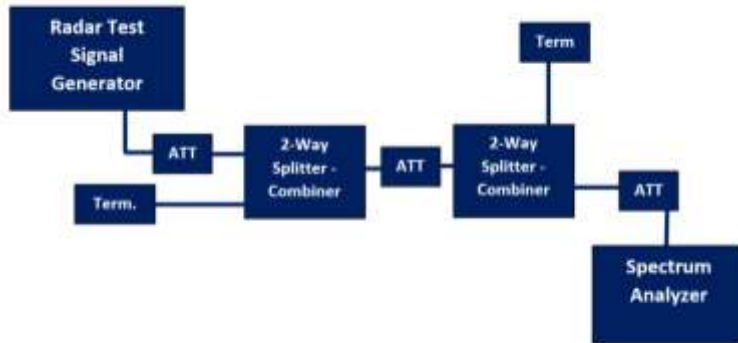 Radar Test
Signal
Generator
Term
ATT
2-Way
Splitter -
Combiner
ATT
2-Way
Splitter -
Combiner
Term.
ATT
Spectrum
Analyzer